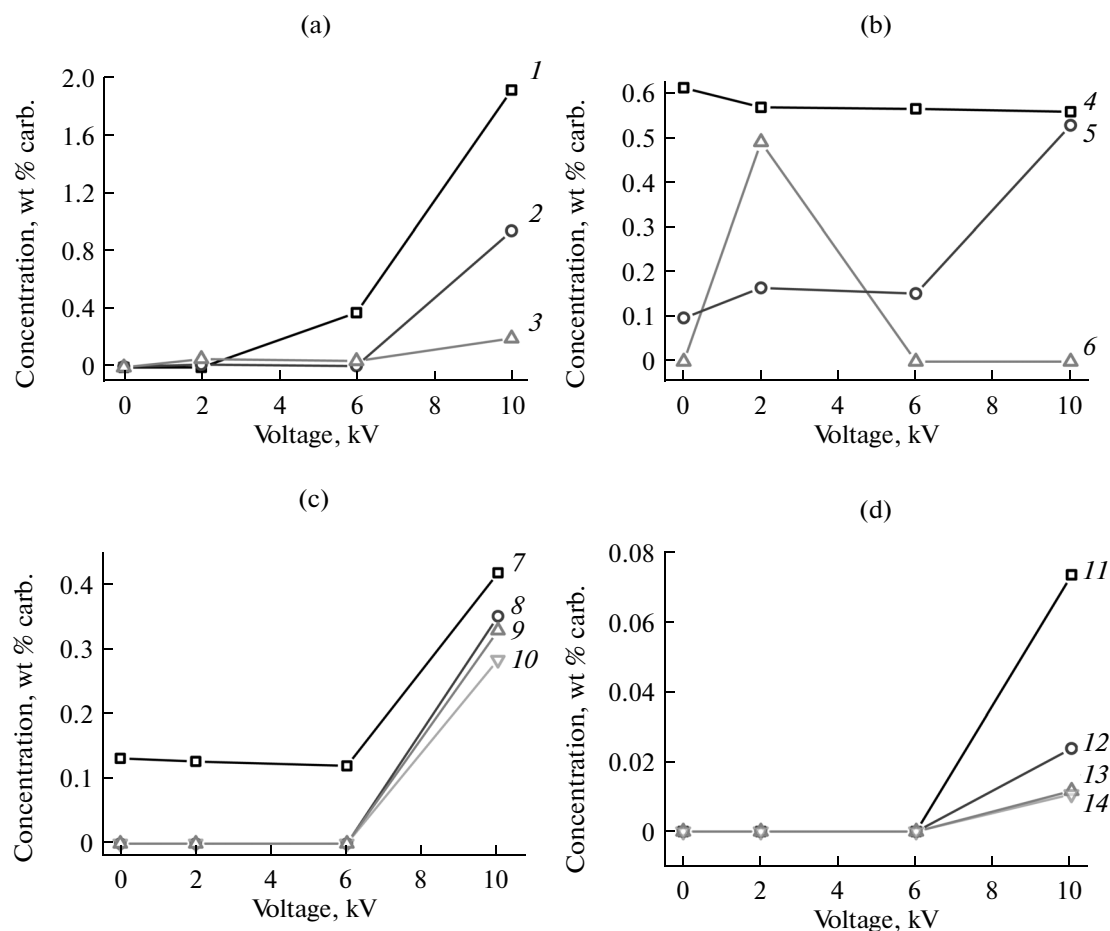 (a)
Concentration, wt % carb.
2.0
1.6
1.2
0.8
0.4
0
0 2 4 6 8 10
Voltage, kV
1
2
3
(b)
Concentration, wt % carb.
0.6
0.5
0.4
0.3
0.2
0.1
0
0 2 4 6 8 10
Voltage, kV
4
5
6
(c)
Concentration, wt % carb.
0.4
0.3
0.2
0.1
0
0 2 4 6 8 10
Voltage, kV
7
8
9
10
(d)
Concentration, wt % carb.
0.08
0.06
0.04
0.02
0
0 2 4 6 8 10
Voltage, kV
11
12
13
14